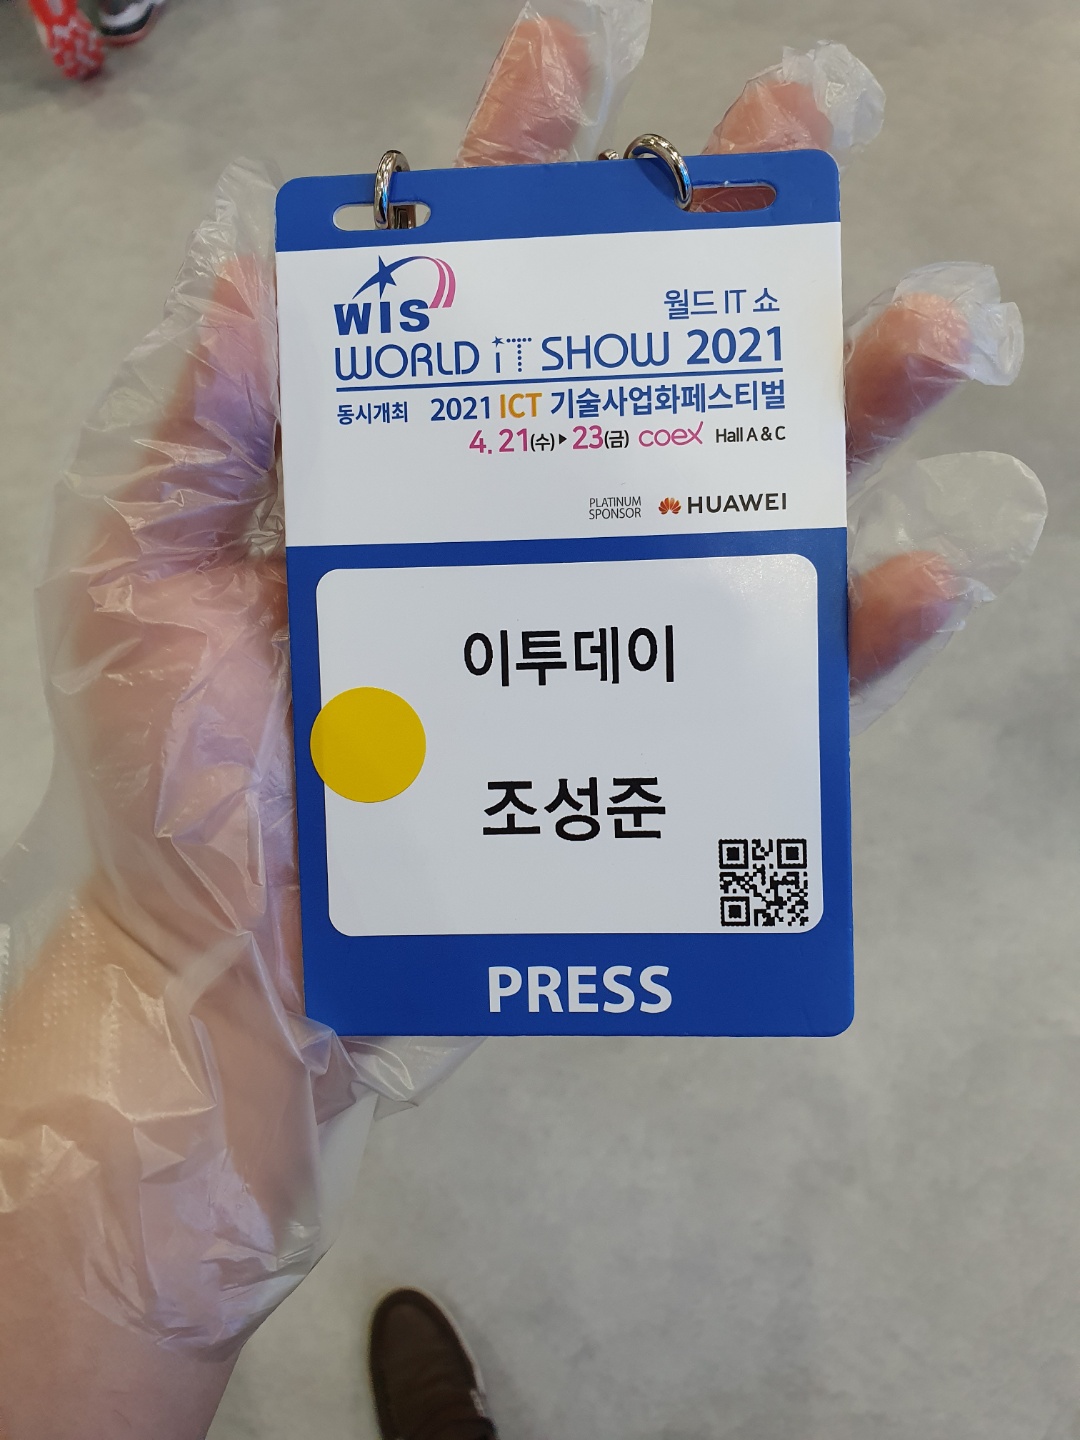 WIS
월드 IT 쇼
WORLD iT SHOW 2021
동시개최 2021 ICT 기술사업화페스티벌
4. 21(수)▶23(금) coex Hall A & C
PLATINUM
SPONSOR
HUAWEI
이투데이
조성준
PRESS